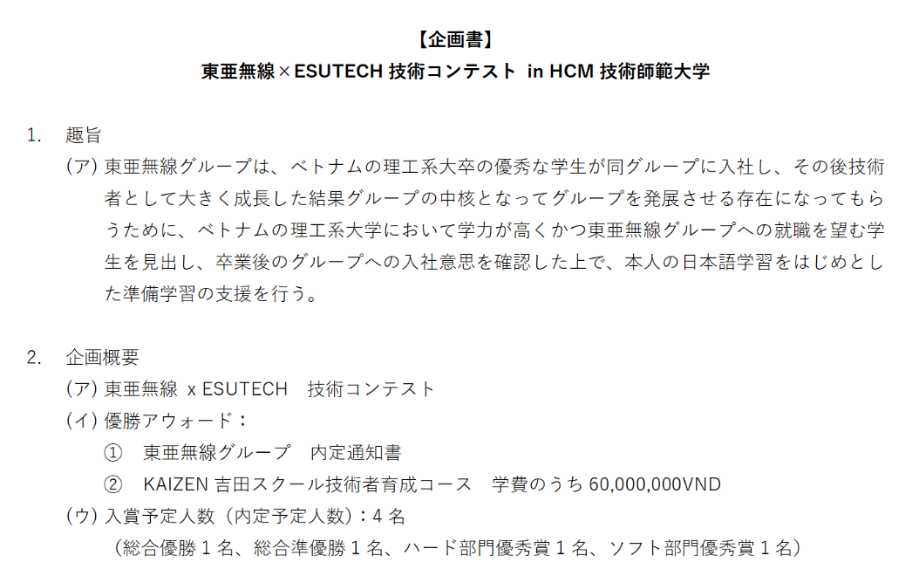 【企画書】
東亜無線×ESUTECH 技術コンテスト in HCM 技術師範大学
1. 趣旨
(ア) 東亜無線グループは、ベトナムの理工系大卒の優秀な学生が同グループに入社し、その後技術
者として大きく成長した結果グループの中核となってグループを発展させる存在になってもら
うために、ベトナムの理工系大学において学力が高くかつ東亜無線グループへの就職を望む学
生を見出し、卒業後のグループへの入社意思を確認した上で、本人の日本語学習をはじめとし
た準備学習の支援を行う。
2. 企画概要
(ア) 東亜無線 x ESUTECH 技術コンテスト
(イ) 優勝アウォード：
① 東亜無線グループ 内定通知書
② KAIZEN 吉田スクール技術者育成コース 学費のうち 60,000,000VND
(ウ) 入賞予定人数（内定予定人数）：4 名
（総合優勝 1 名、総合準優勝 1 名、ハード部門優秀賞 1 名、ソフト部門優秀賞 1 名）